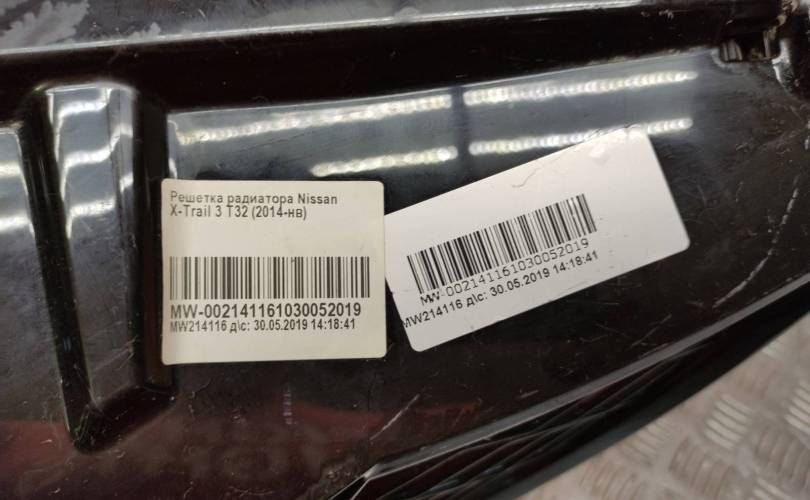 Решетка радиатора Nissan
X-Trail 3 T32 (2014-нв)
MW-002141161030052019
MW214116 д\с: 30.05.2019 14:18:41
MW-002141161030052019
MW214116 д\с: 30.05.2019 14:18:41